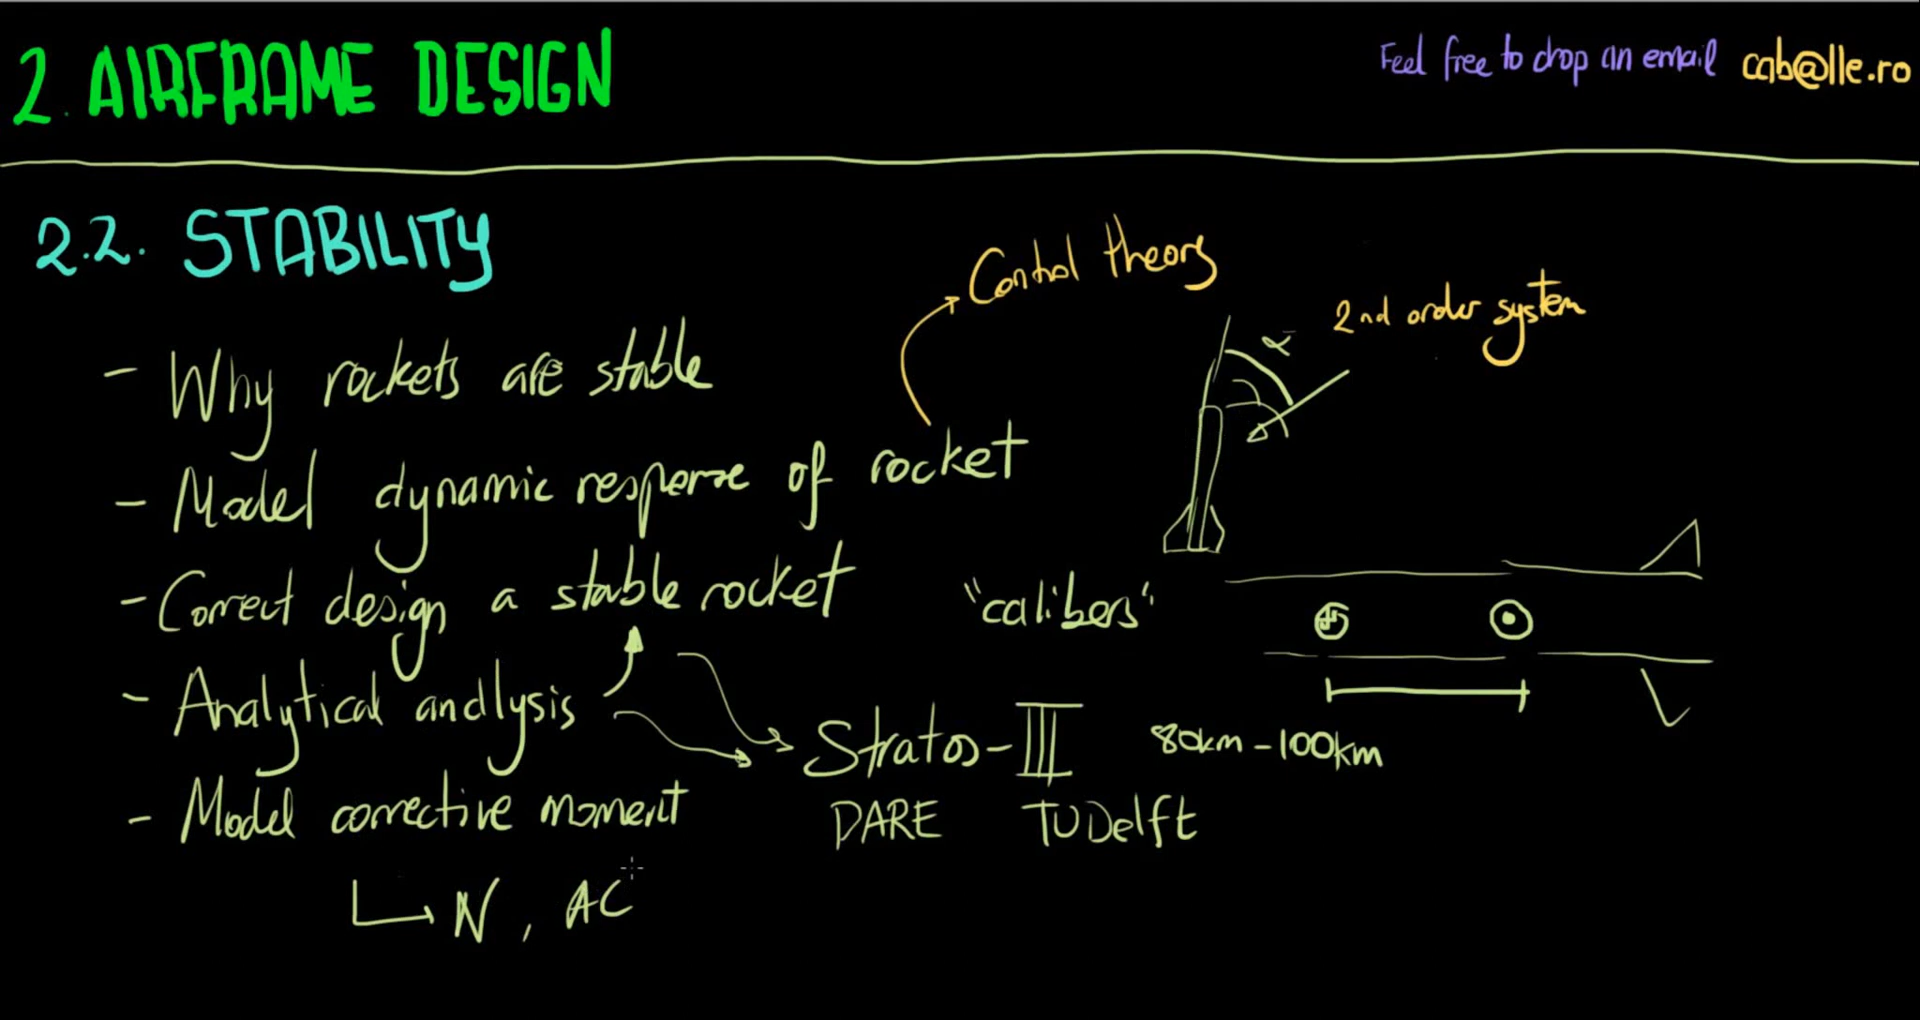 2. AIRFRAME DESIGN
Feel free to drop an email cab@lle.ro
2.2. STABILITY
Control theory
2nd order system
α
- Why rockets are stable
- Model dynamic response of rocket
- Correct design a stable rocket
"calibers"
- Analytical analysis
Stratos-III 80km-100km
DARE TUDelft
- Model corrective moment
N, AC